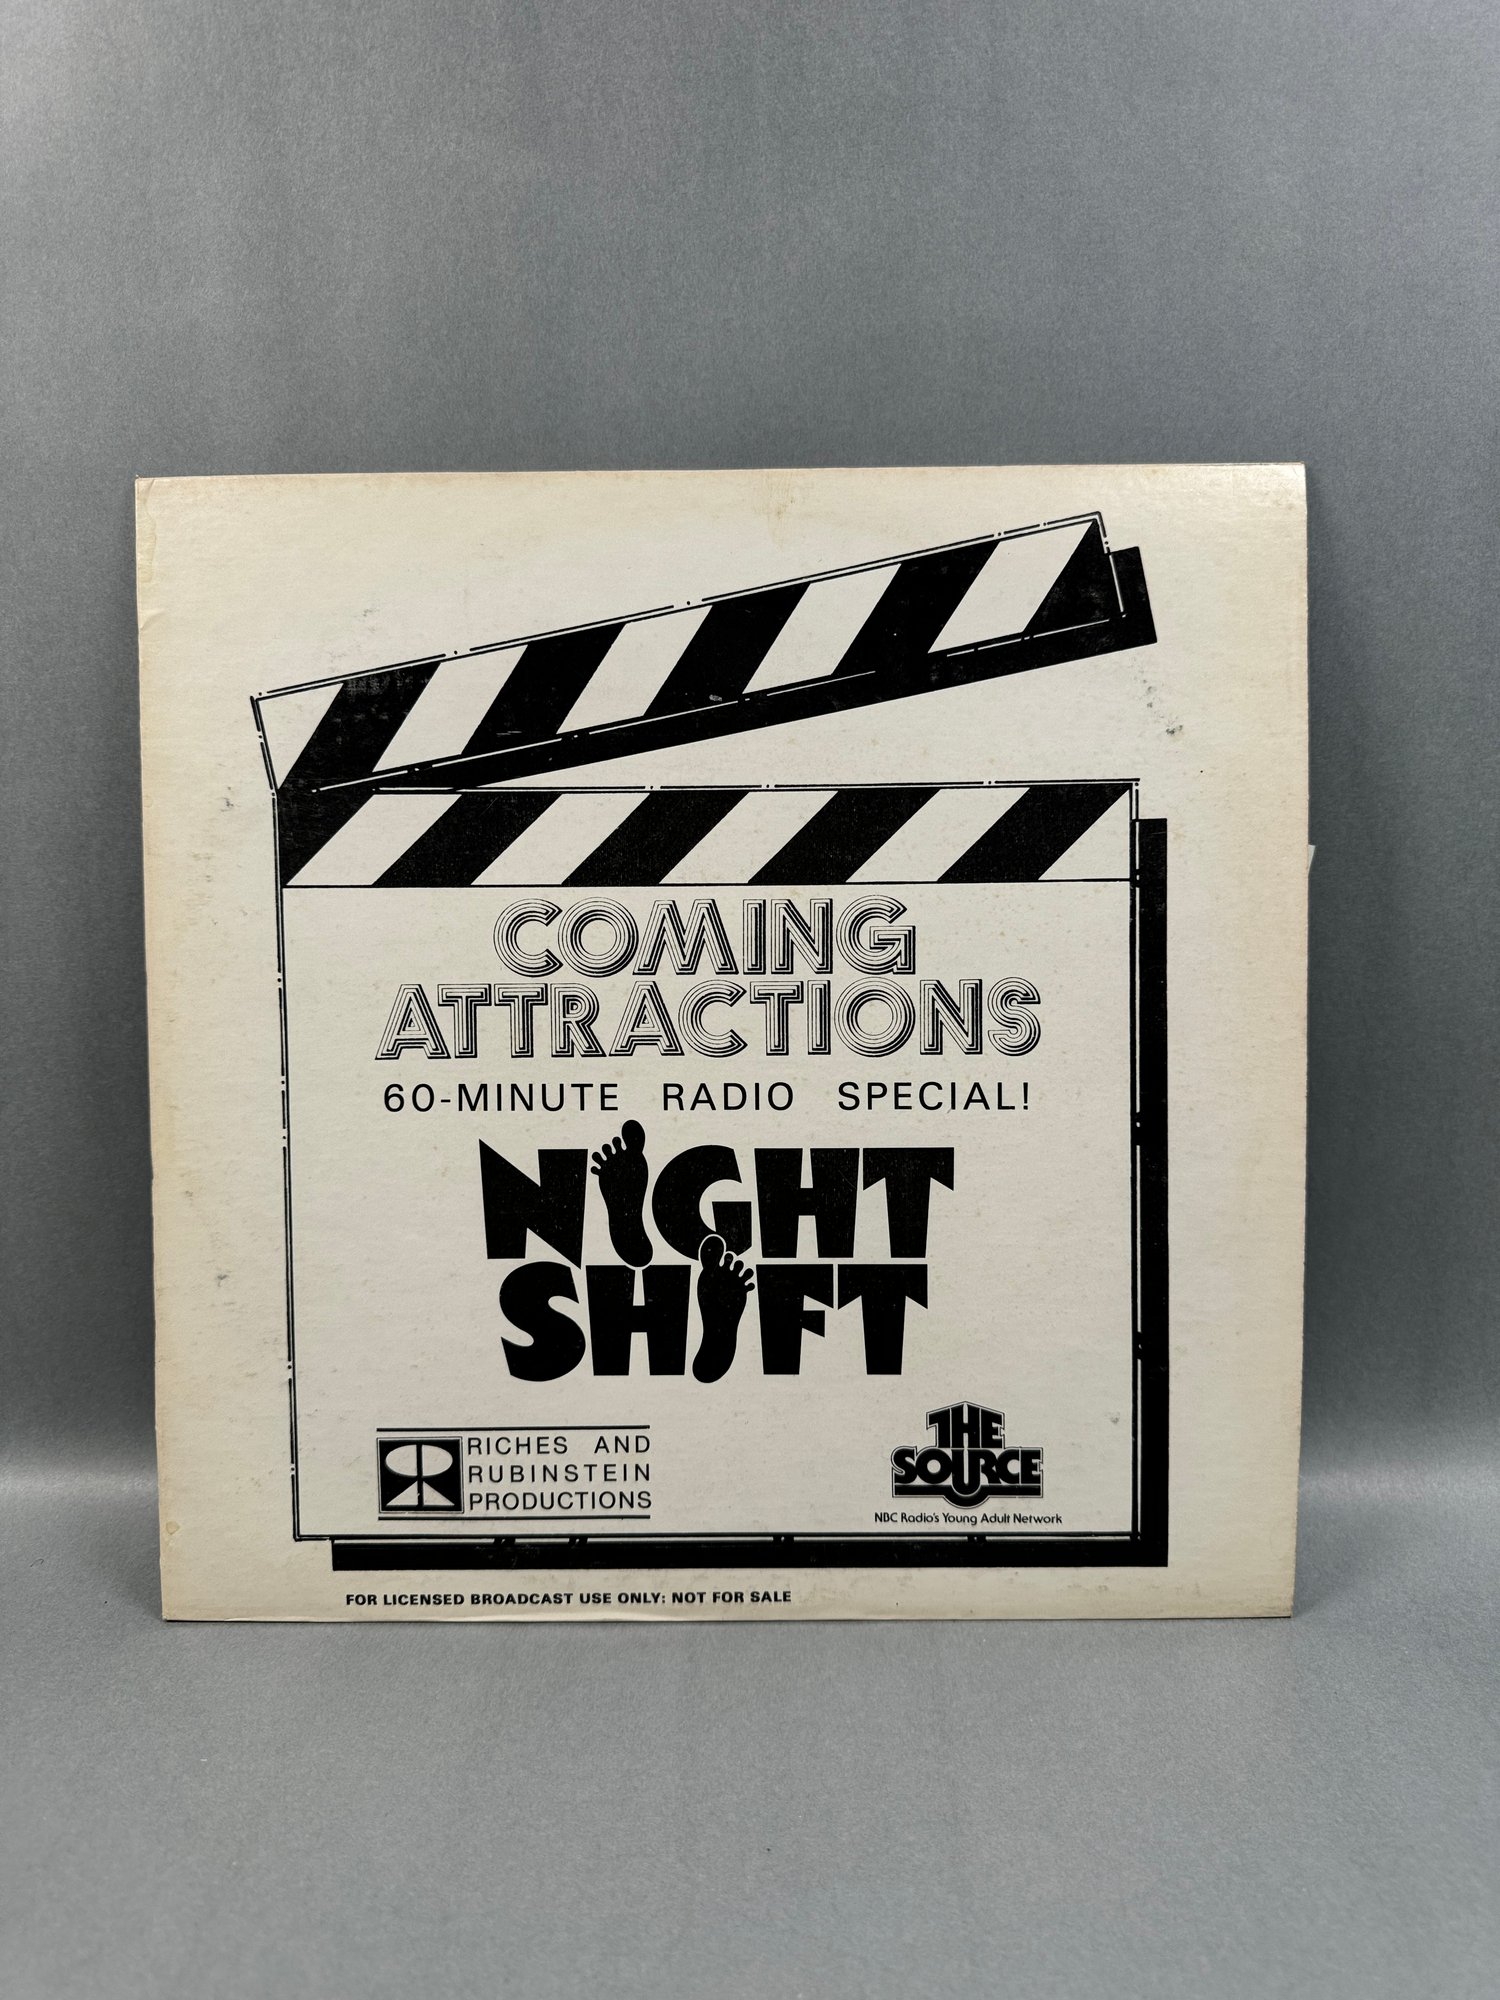 COMING
ATTRACTIONS
60-MINUTE RADIO SPECIAL!
NIGHT
SHIFT
RICHES AND
RUBINSTEIN
PRODUCTIONS
THE
SOURCE
NBC Radio's Young Adult Network
FOR LICENSED BROADCAST USE ONLY: NOT FOR SALE